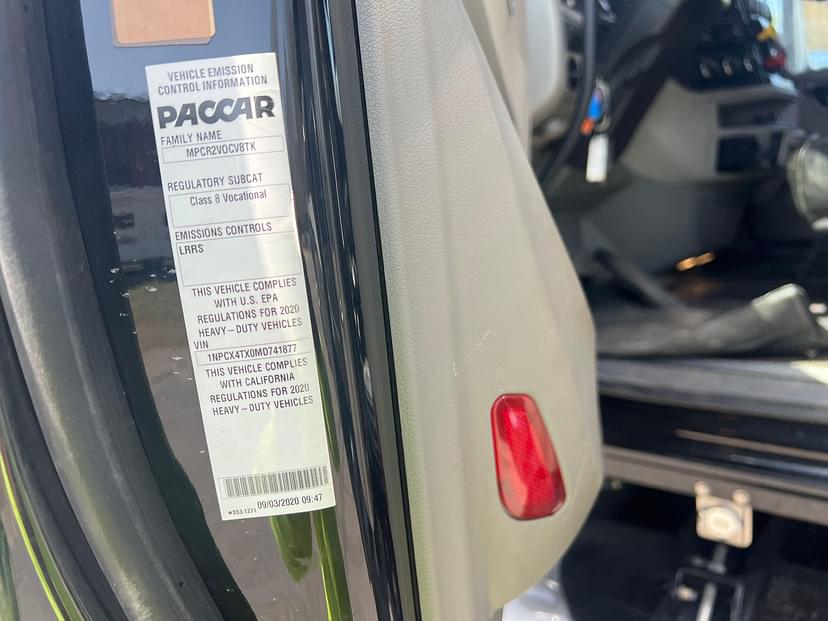 VEHICLE EMISSION
CONTROL INFORMATION
PACCAR
FAMILY NAME
MPCR2VOCV8TK
REGULATORY SUBCAT
Class 8 Vocational
EMISSIONS CONTROLS
LRRS
THIS VEHICLE COMPLIES
WITH U.S. EPA
REGULATIONS FOR 2020
HEAVY-DUTY VEHICLES
VIN
1NPCX4TX0MD741877
THIS VEHICLE COMPLIES
WITH CALIFORNIA
REGULATIONS FOR 2020
HEAVY-DUTY VEHICLES
*S53-1271 09/03/2020 09:47